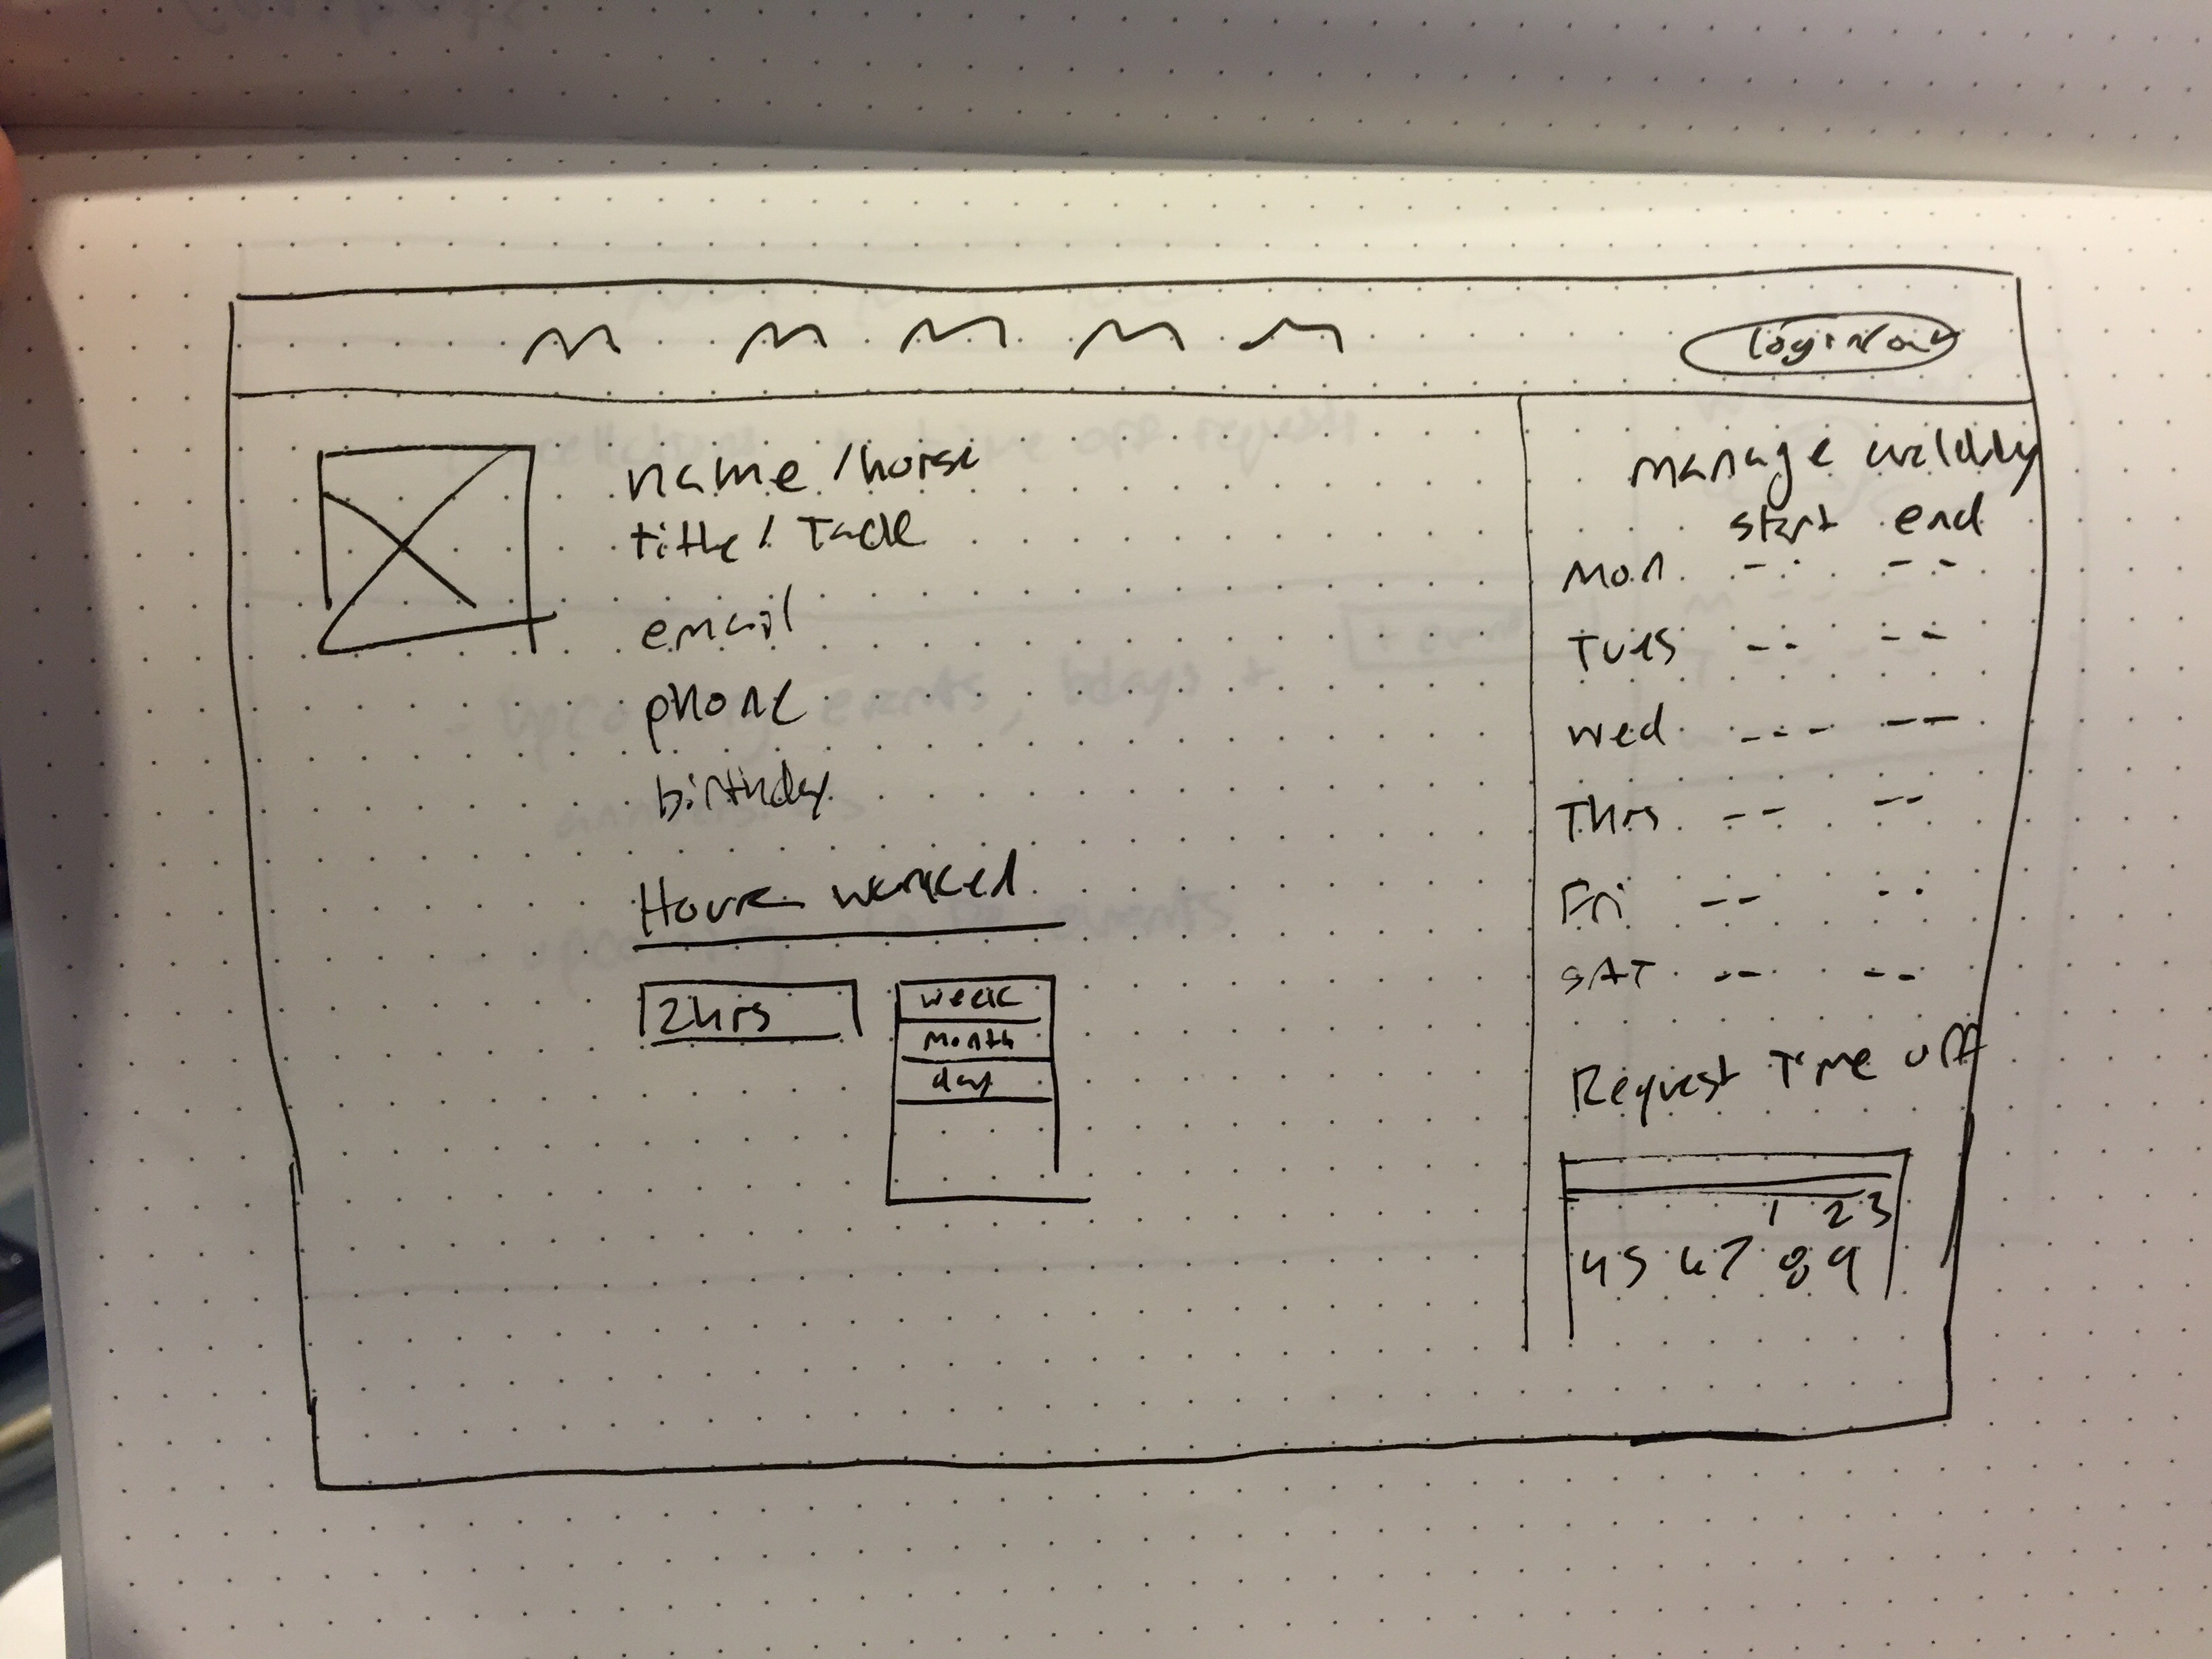 login/out
name / horse
title / Tack
email
phone
birthday
Hours worked
2hrs
week
month
day
manage
start end
Mon -- --
Tues -- --
Wed --- --
Thrs -- --
Fri -- --
SAT -- --
Request Time off
1 2 3
4 5 6 7 8 9
+ event